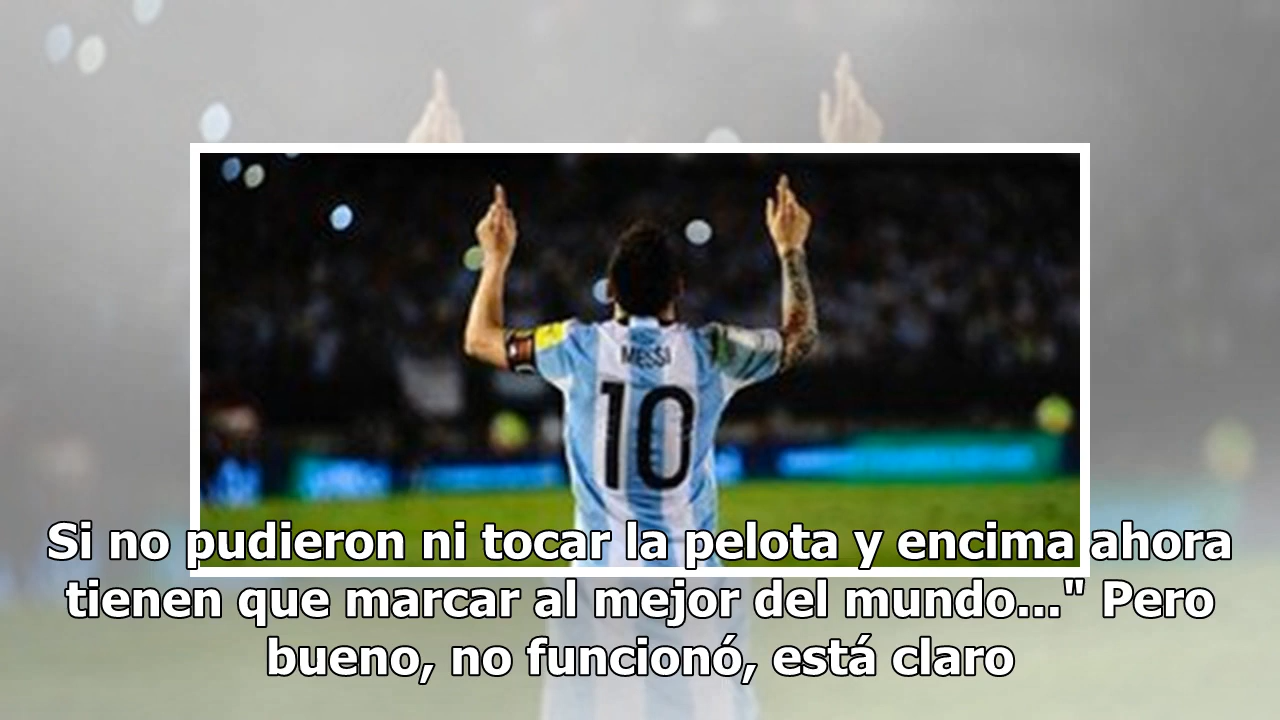 MESSI
10
Si no pudieron ni tocar la pelota y encima ahora
tienen que marcar al mejor del mundo..." Pero
bueno, no funcionó, está claro